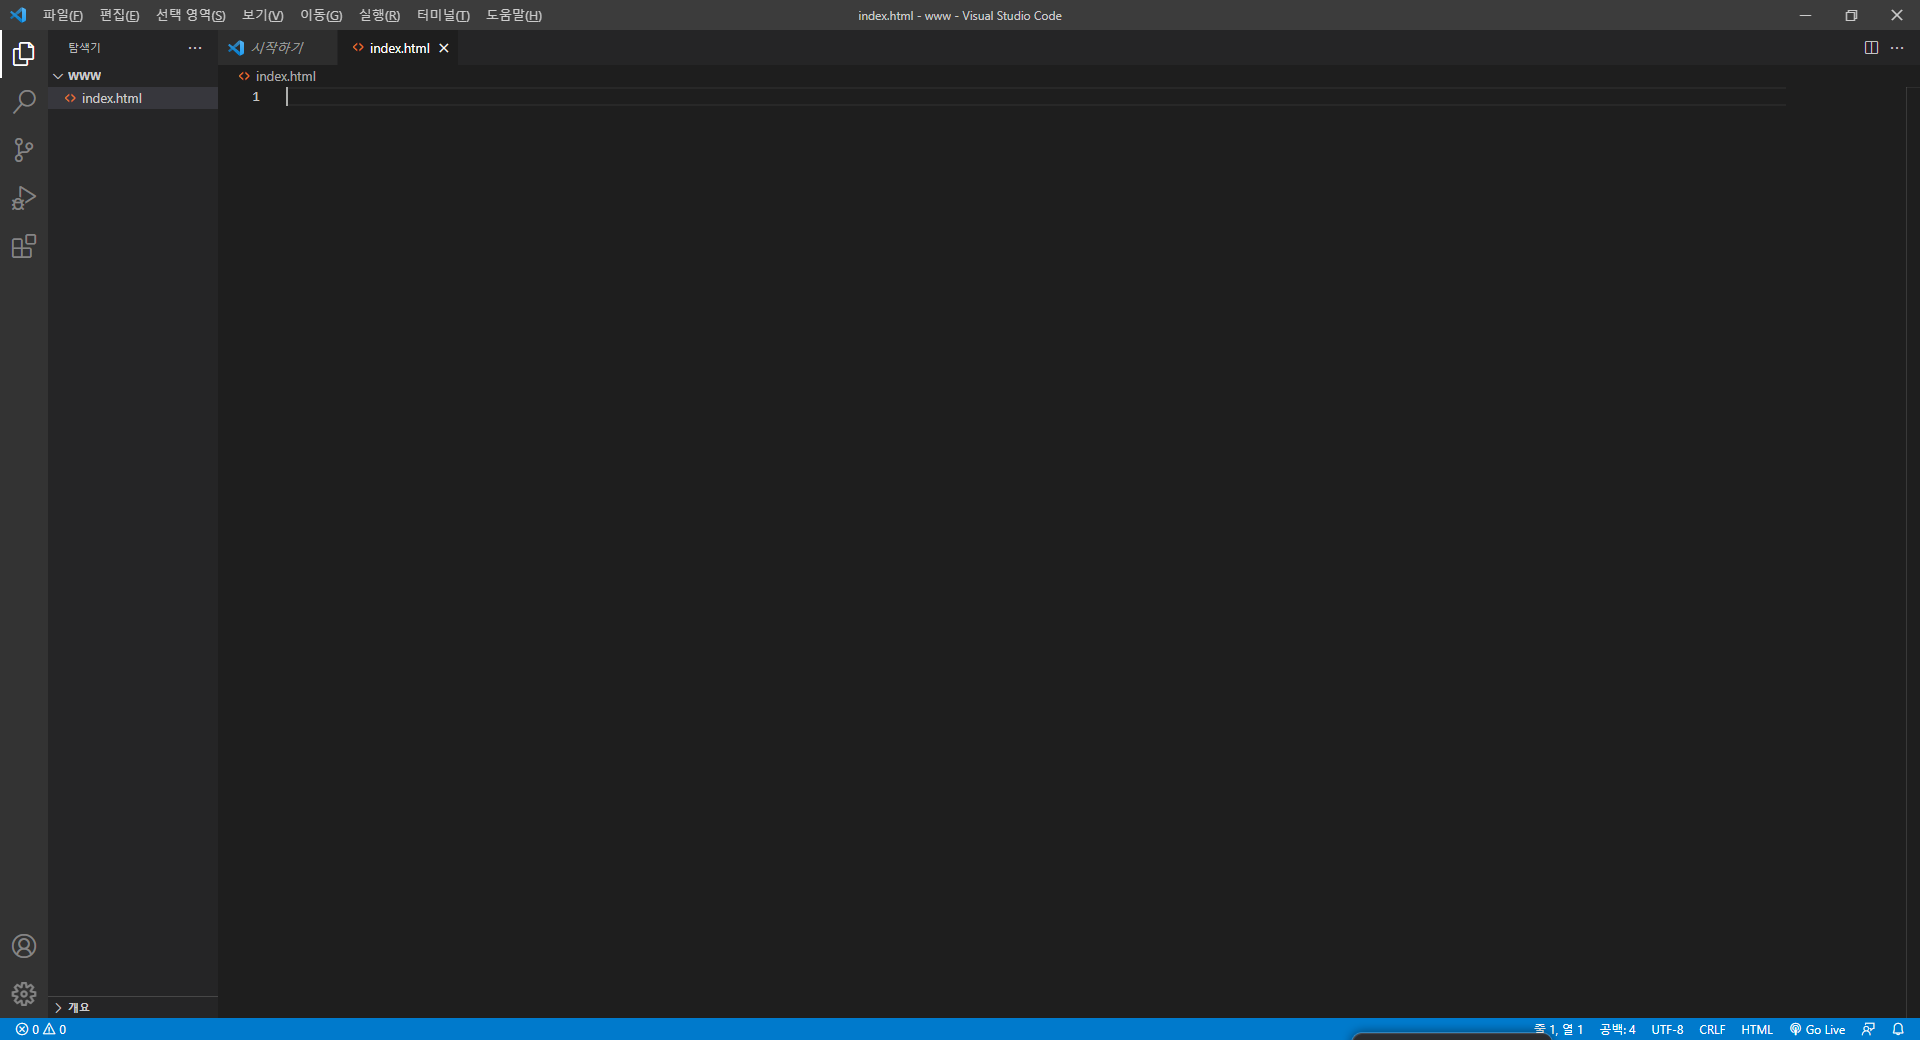 파일(F) 편집(E) 선택 영역(S) 보기(V) 이동(G) 실행(R) 터미널(T) 도움말(H) index.html - www - Visual Studio Code
탐색기 ··· 시작하기 index.html
WWW
index.html
index.html
1
개요
0 0 줄 1, 열 1 공백: 4 UTF-8 CRLF HTML Go Live